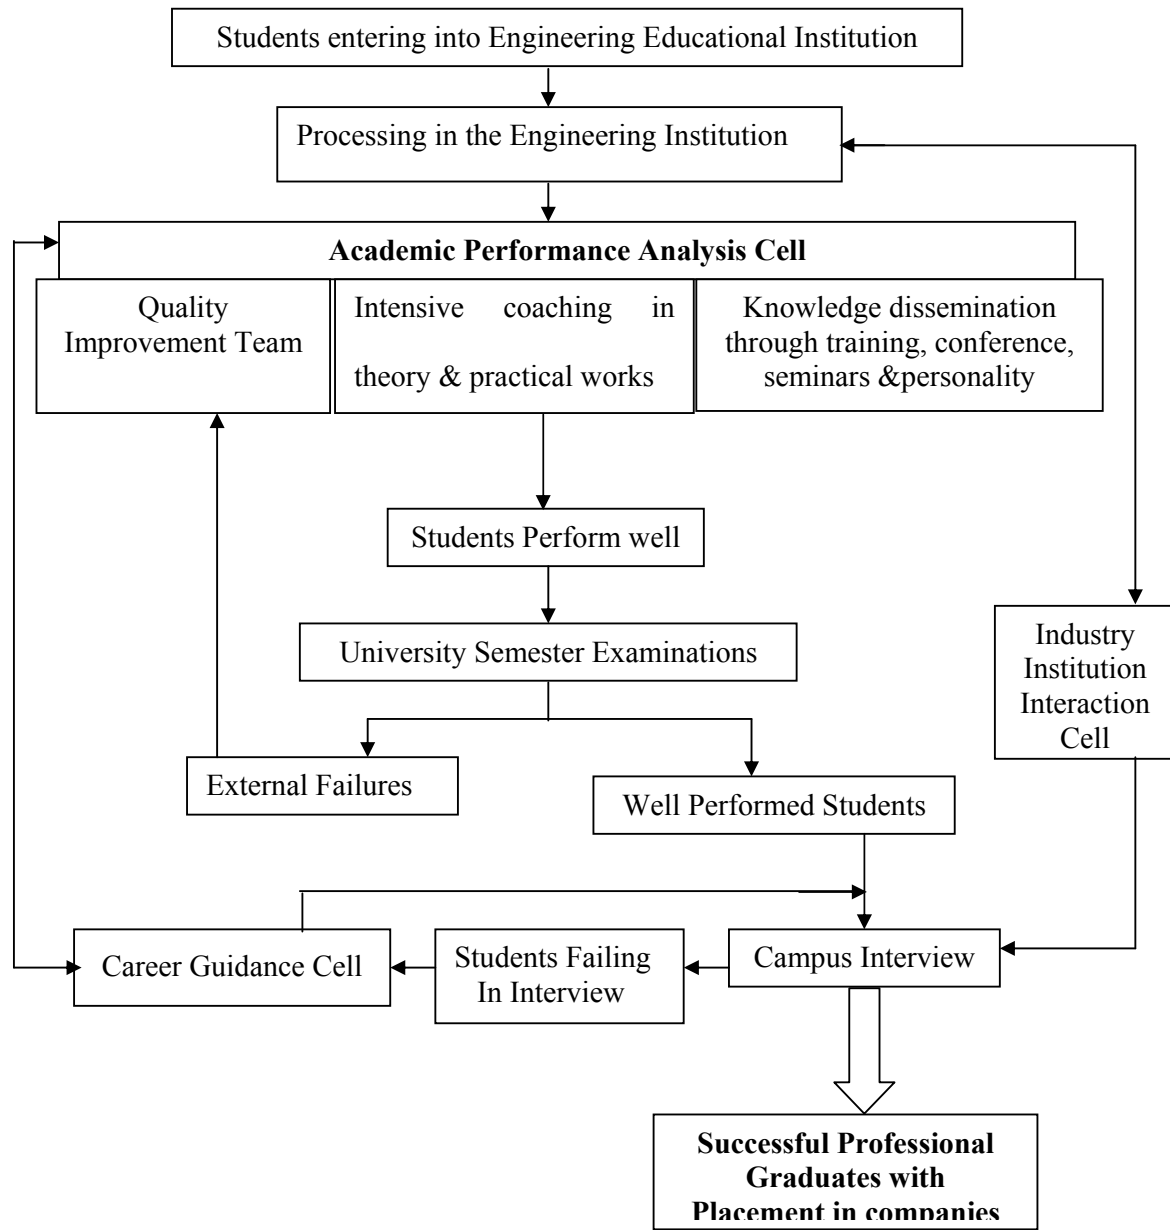 Students entering into Engineering Educational Institution
Processing in the Engineering Institution
Academic Performance Analysis Cell
Quality
Improvement Team
Intensive coaching in
theory & practical works
Knowledge dissemination
through training, conference,
seminars &personality
Students Perform well
University Semester Examinations
Industry
Institution
Interaction
Cell
External Failures
Well Performed Students
Career Guidance Cell
Students Failing
In Interview
Campus Interview
Successful Professional
Graduates with
Placement in companies